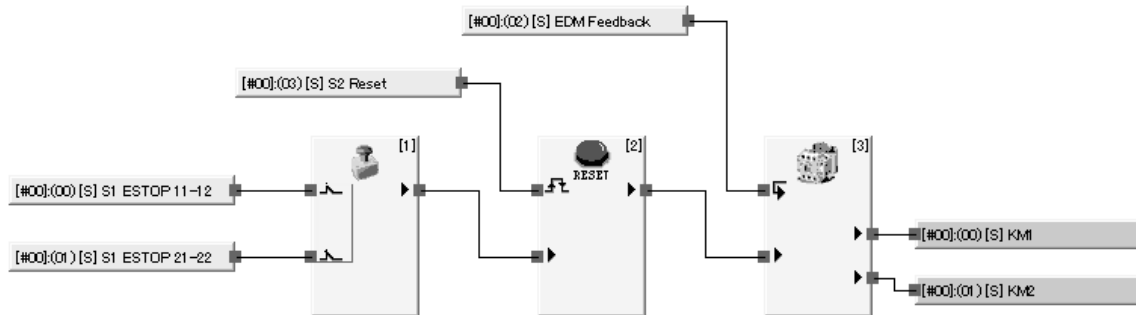 [#00]:(02) [S] EDM Feedback
[#00]:(03) [S] S2 Reset
[1]
[2]
[3]
RESET
[#00]:(00) [S] S1 ESTOP 11-12
[#00]:(01) [S] S1 ESTOP 21-22
[#00]:(00) [S] KM1
[#00]:(01) [S] KM2